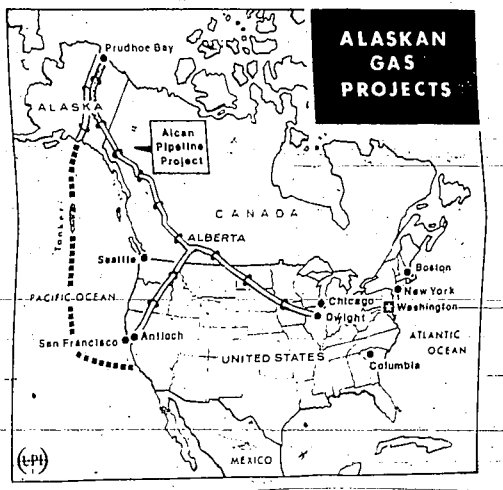 ALASKAN
GAS
PROJECTS
Prudhoe Bay
ALASKA
Alcan
Pipeline
Project
CANADA
Tanker
ALBERTA
Seattle
Boston
New York
Chicago
Washington
Dwight
PACIFIC OCEAN
San Francisco
Antioch
ATLANTIC
OCEAN
UNITED STATES
Columbia
MEXICO
UPI